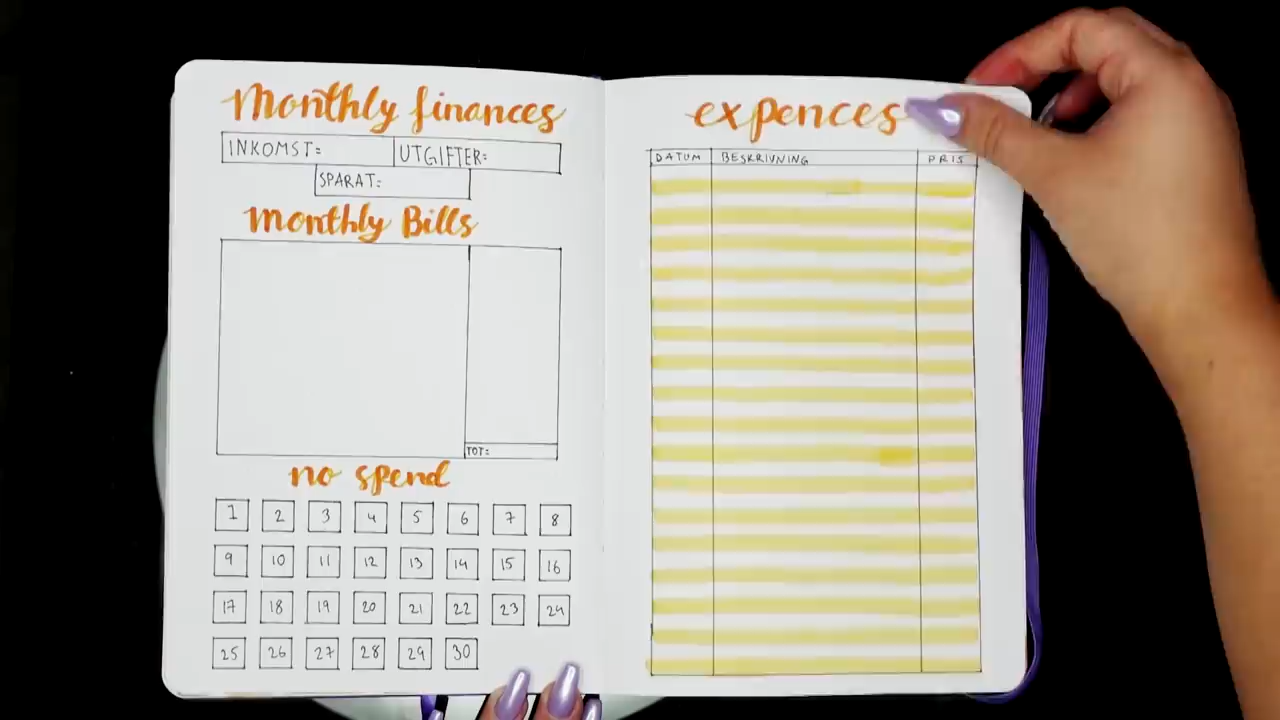 Monthly finances
INKOMST: UTGIFTER:
SPARAT:
Monthly Bills
TOT:
no spend
1 2 3 4 5 6 7 8
9 10 11 12 13 14 15 16
17 18 19 20 21 22 23 24
25 26 27 28 29 30
expences
DATUM BESKRIVNING PRIS